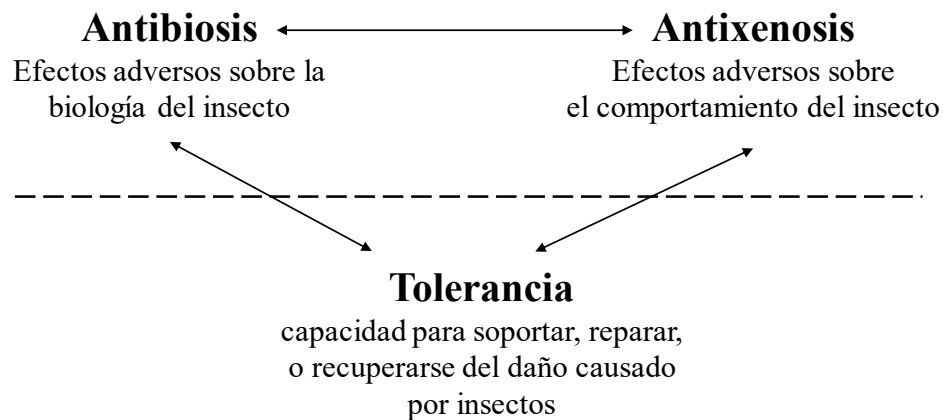 Antibiosis
Efectos adversos sobre la
biología del insecto
Antixenosis
Efectos adversos sobre
el comportamiento del insecto
Tolerancia
capacidad para soportar, reparar,
o recuperarse del daño causado
por insectos